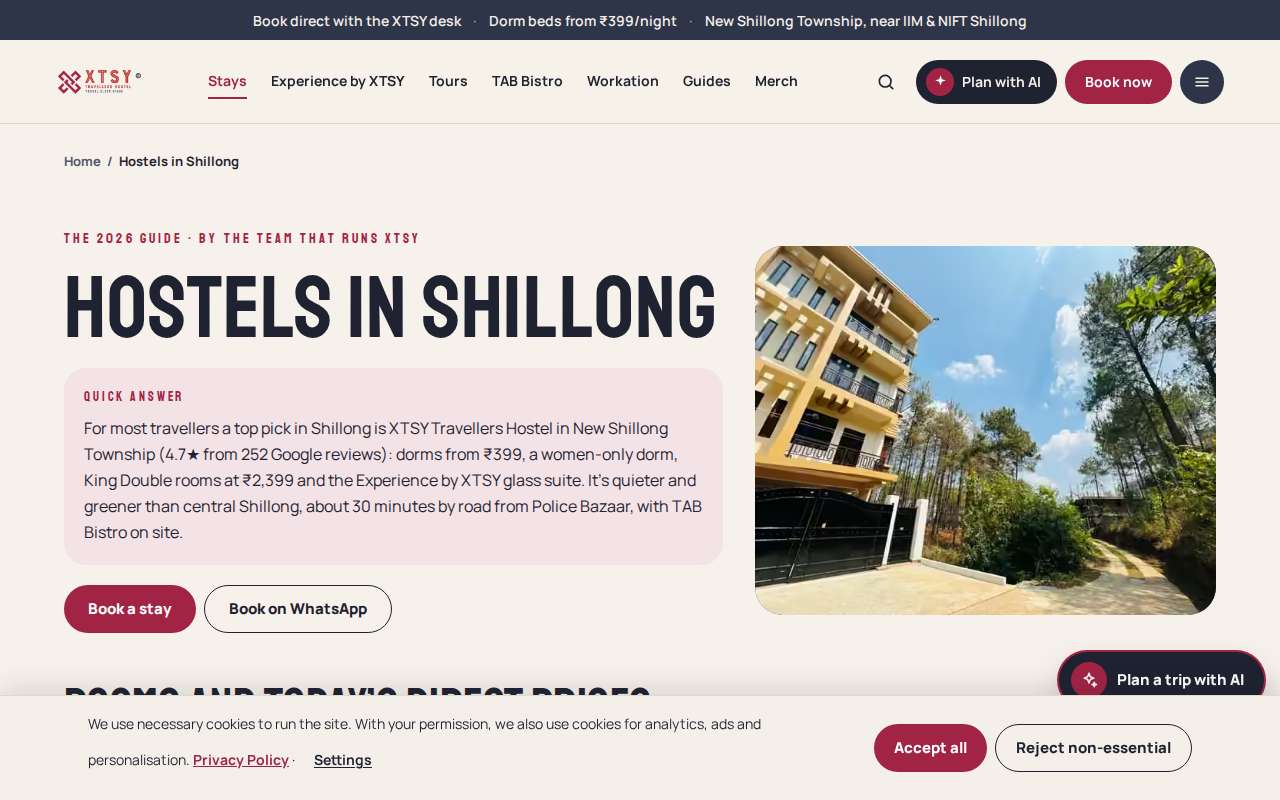 Book direct with the XTSY desk · Dorm beds from ₹399/night · New Shillong Township, near IIM & NIFT Shillong
XTSY®
TRAVELLERS HOSTEL
Stays Experience by XTSY Tours TAB Bistro Workation Guides Merch Plan with AI Book now
Home / Hostels in Shillong
THE 2026 GUIDE · BY THE TEAM THAT RUNS XTSY
HOSTELS IN SHILLONG
QUICK ANSWER
For most travellers a top pick in Shillong is XTSY Travellers Hostel in New Shillong
Township (4.7★ from 252 Google reviews): dorms from ₹399, a women-only dorm,
King Double rooms at ₹2,399 and the Experience by XTSY glass suite. It's quieter and
greener than central Shillong, about 30 minutes by road from Police Bazaar, with TAB
Bistro on site.
Book a stay Book on WhatsApp
ROOMS AND TODAY'S DIRECT PRICES
Plan a trip with AI
We use necessary cookies to run the site. With your permission, we also use cookies for analytics, ads and
personalisation. Privacy Policy · Settings
Accept all Reject non-essential